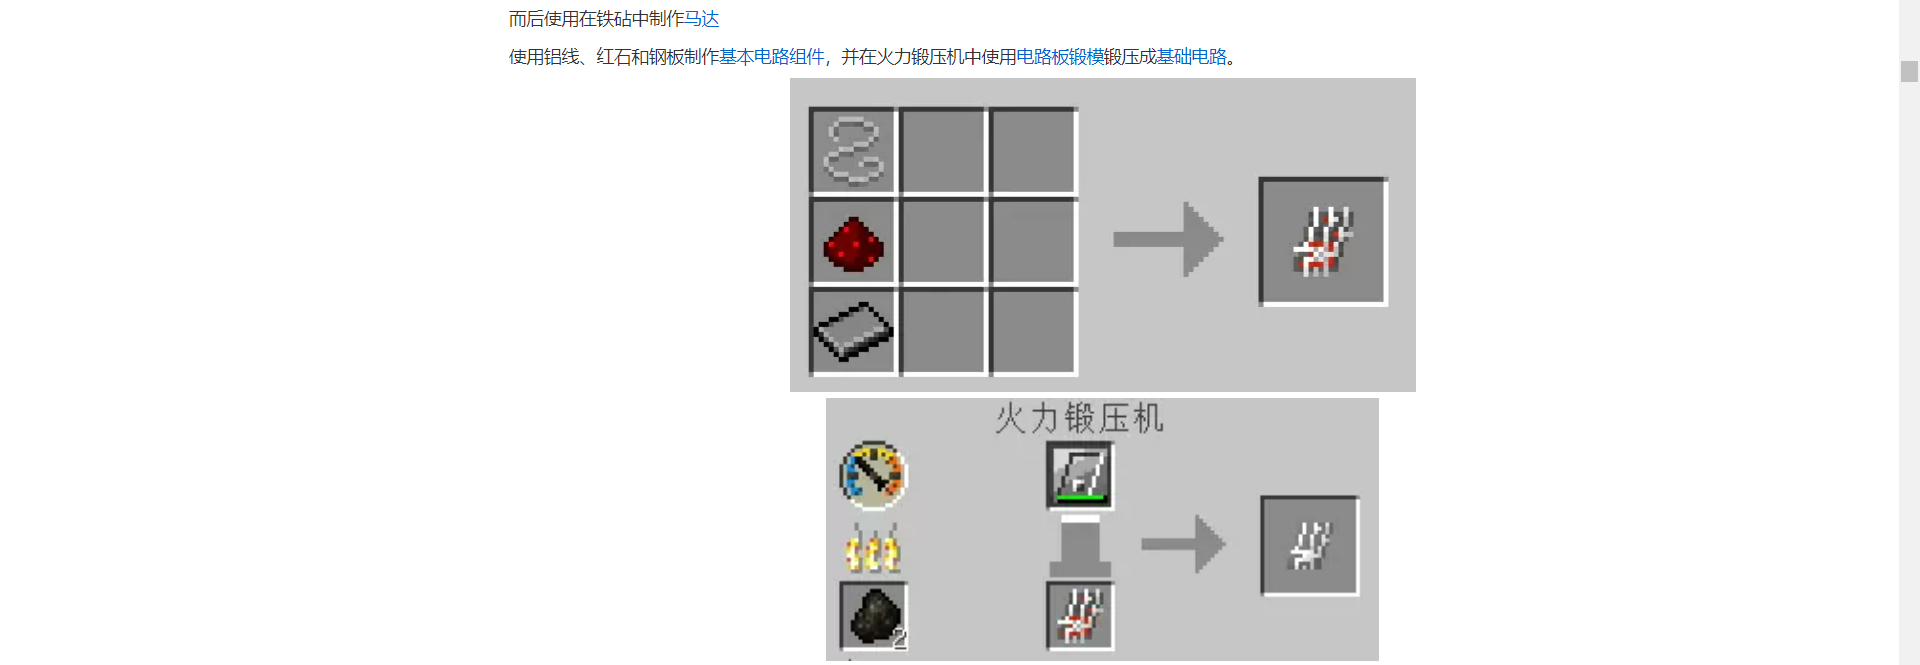 而后使用在铁砧中制作马达
使用铝线、红石和钢板制作基本电路组件，并在火力锻压机中使用电路板锻模锻压成基础电路。
火力锻压机
2